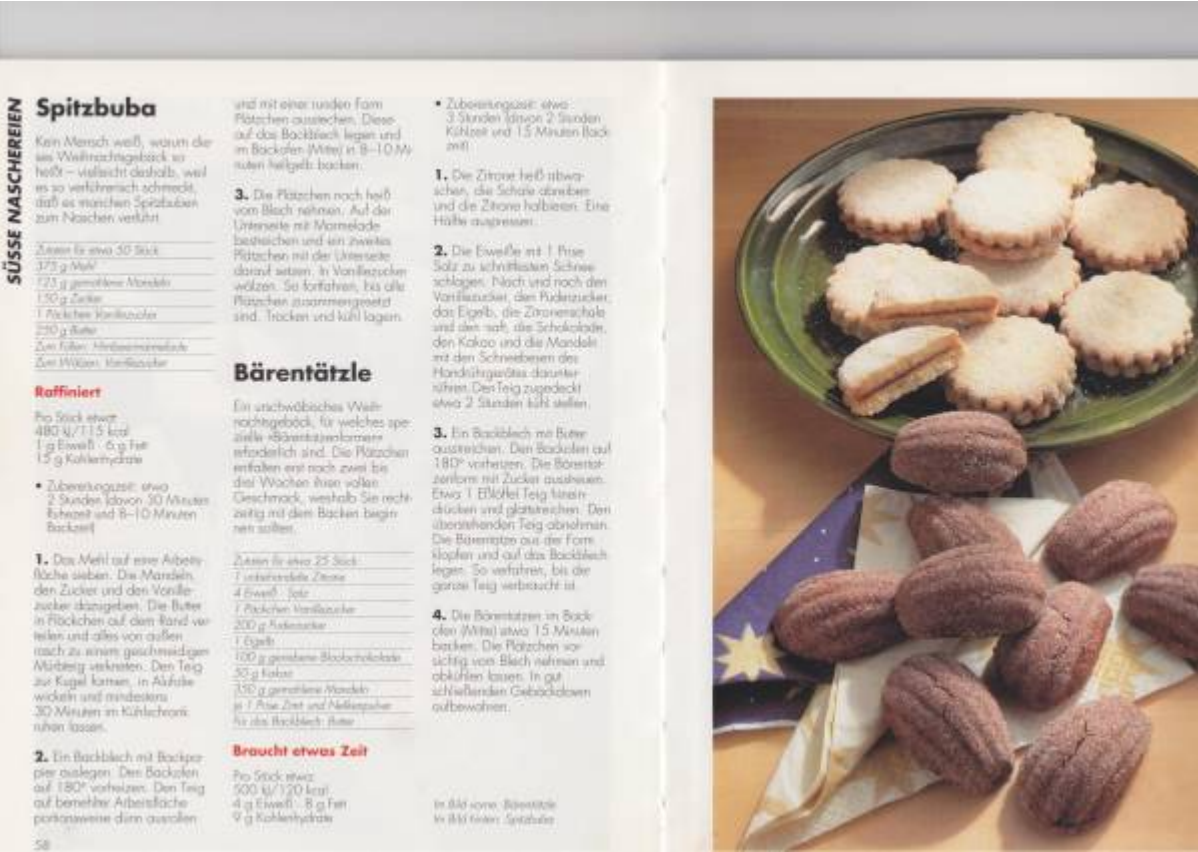 SÜSSE NASCHEREIEN
Spitzbuba
Kein Mensch weiß, warum die-
ses Weihnachtsgebäck so
heißt – vielleicht deshalb, weil
es so verführerisch schmeckt,
daß es manchen Spitzbuben
zum Naschen verführt.
Zutaten für etwa 50 Stück:
375 g Mehl
125 g gemahlene Mandeln
150 g Zucker
1 Päckchen Vanillezucker
250 g Butter
Zum Füllen: Himbeermarmelade
Zum Wälzen: Vanillezucker
Raffiniert
Pro Stück etwa:
480 kJ/115 kcal
1 g Eiweiß · 6 g Fett
15 g Kohlenhydrate
• Zubereitungszeit: etwa
2 Stunden (davon 30 Minuten
Ruhezeit und 8–10 Minuten
Backzeit)
1. Das Mehl auf eine Arbeits-
fläche sieben. Die Mandeln,
den Zucker und den Vanille-
zucker dazugeben. Die Butter
in Flöckchen auf dem Rand ver-
teilen und alles von außen
rasch zu einem geschmeidigen
Mürbteig verkneten. Den Teig
zur Kugel formen, in Alufolie
wickeln und mindestens
30 Minuten im Kühlschrank
ruhen lassen.
2. Ein Backblech mit Backpa-
pier auslegen. Den Backofen
auf 180° vorheizen. Den Teig
auf bemehlter Arbeitsfläche
portionsweise dünn ausrollen
58
und mit einer runden Form
Plätzchen ausstechen. Diese
auf das Backblech legen und
im Backofen (Mitte) in 8–10 Mi-
nuten hellgelb backen.
3. Die Plätzchen noch heiß
vom Blech nehmen. Auf der
Unterseite mit Marmelade
bestreichen und ein zweites
Plätzchen mit der Unterseite
darauf setzen. In Vanillezucker
wälzen. So fortfahren, bis alle
Plätzchen zusammengesetzt
sind. Trocken und kühl lagern.
Bärentätzle
Ein urschwäbisches Weih-
nachtsgebäck, für welches spe-
zielle »Bärentatzenformen«
erforderlich sind. Die Plätzchen
entfalten erst nach zwei bis
drei Wochen ihren vollen
Geschmack, weshalb Sie recht-
zeitig mit dem Backen begin-
nen sollten.
Zutaten für etwa 25 Stück:
1 unbehandelte Zitrone
4 Eiweiß · Salz
1 Päckchen Vanillezucker
200 g Puderzucker
1 Eigelb
100 g geriebene Blockschokolade
50 g Kakao
350 g gemahlene Mandeln
je 1 Prise Zimt und Nelkenpulver
Für das Backblech: Butter
Braucht etwas Zeit
Pro Stück etwa:
500 kJ/120 kcal
4 g Eiweiß · 8 g Fett
9 g Kohlenhydrate
• Zubereitungszeit: etwa
3 Stunden (davon 2 Stunden
Kühlzeit und 15 Minuten Back-
zeit)
1. Die Zitrone heiß abwa-
schen, die Schale abreiben
und die Zitrone halbieren. Eine
Hälfte auspressen.
2. Die Eiweiße mit 1 Prise
Salz zu schnittfestem Schnee
schlagen. Nach und nach den
Vanillezucker, den Puderzucker,
das Eigelb, die Zitronenschale
und den -saft, die Schokolade,
den Kakao und die Mandeln
mit den Schneebesen des
Handrührgerätes darunter-
rühren. Den Teig zugedeckt
etwa 2 Stunden kühl stellen.
3. Ein Backblech mit Butter
ausstreichen. Den Backofen auf
180° vorheizen. Die Bärentat-
zenform mit Zucker ausstreuen.
Etwa 1 Eßlöffel Teig hinein-
drücken und glattstreichen. Den
überstehenden Teig abnehmen.
Die Bärentatze aus der Form
klopfen und auf das Backblech
legen. So verfahren, bis der
ganze Teig verbraucht ist.
4. Die Bärentatzen im Back-
ofen (Mitte) etwa 15 Minuten
backen. Die Plätzchen vor-
sichtig vom Blech nehmen und
abkühlen lassen. In gut
schließenden Gebäckdosen
aufbewahren.
Im Bild vorne: Bärentätzle
Im Bild hinten: Spitzbuba